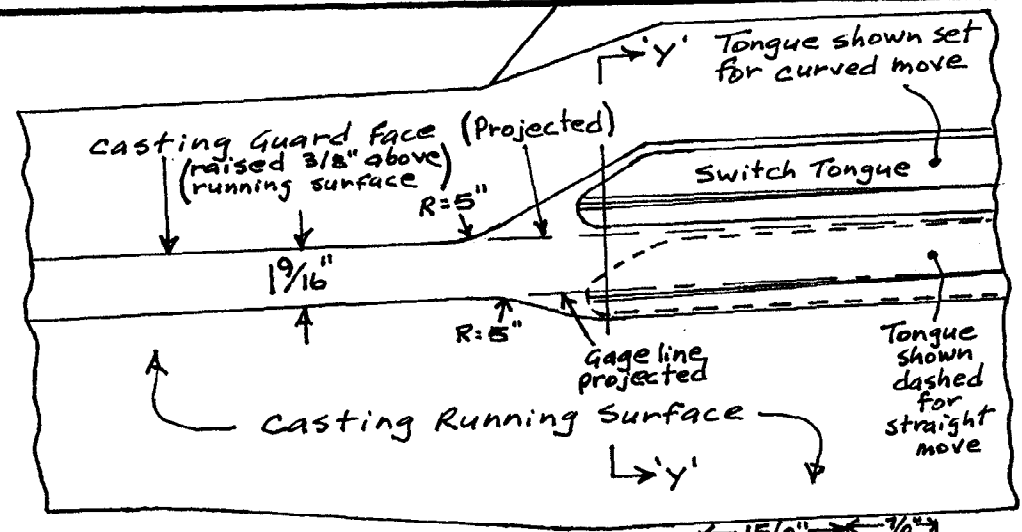 'Y'
Tongue shown set
for curved move
Casting Guard Face (Projected)
(raised 3/8" above
running surface)
R=5"
Switch Tongue
1 9/16"
R=5"
Gage line
projected
Tongue
shown
dashed
for
straight
move
Casting Running Surface
'Y'